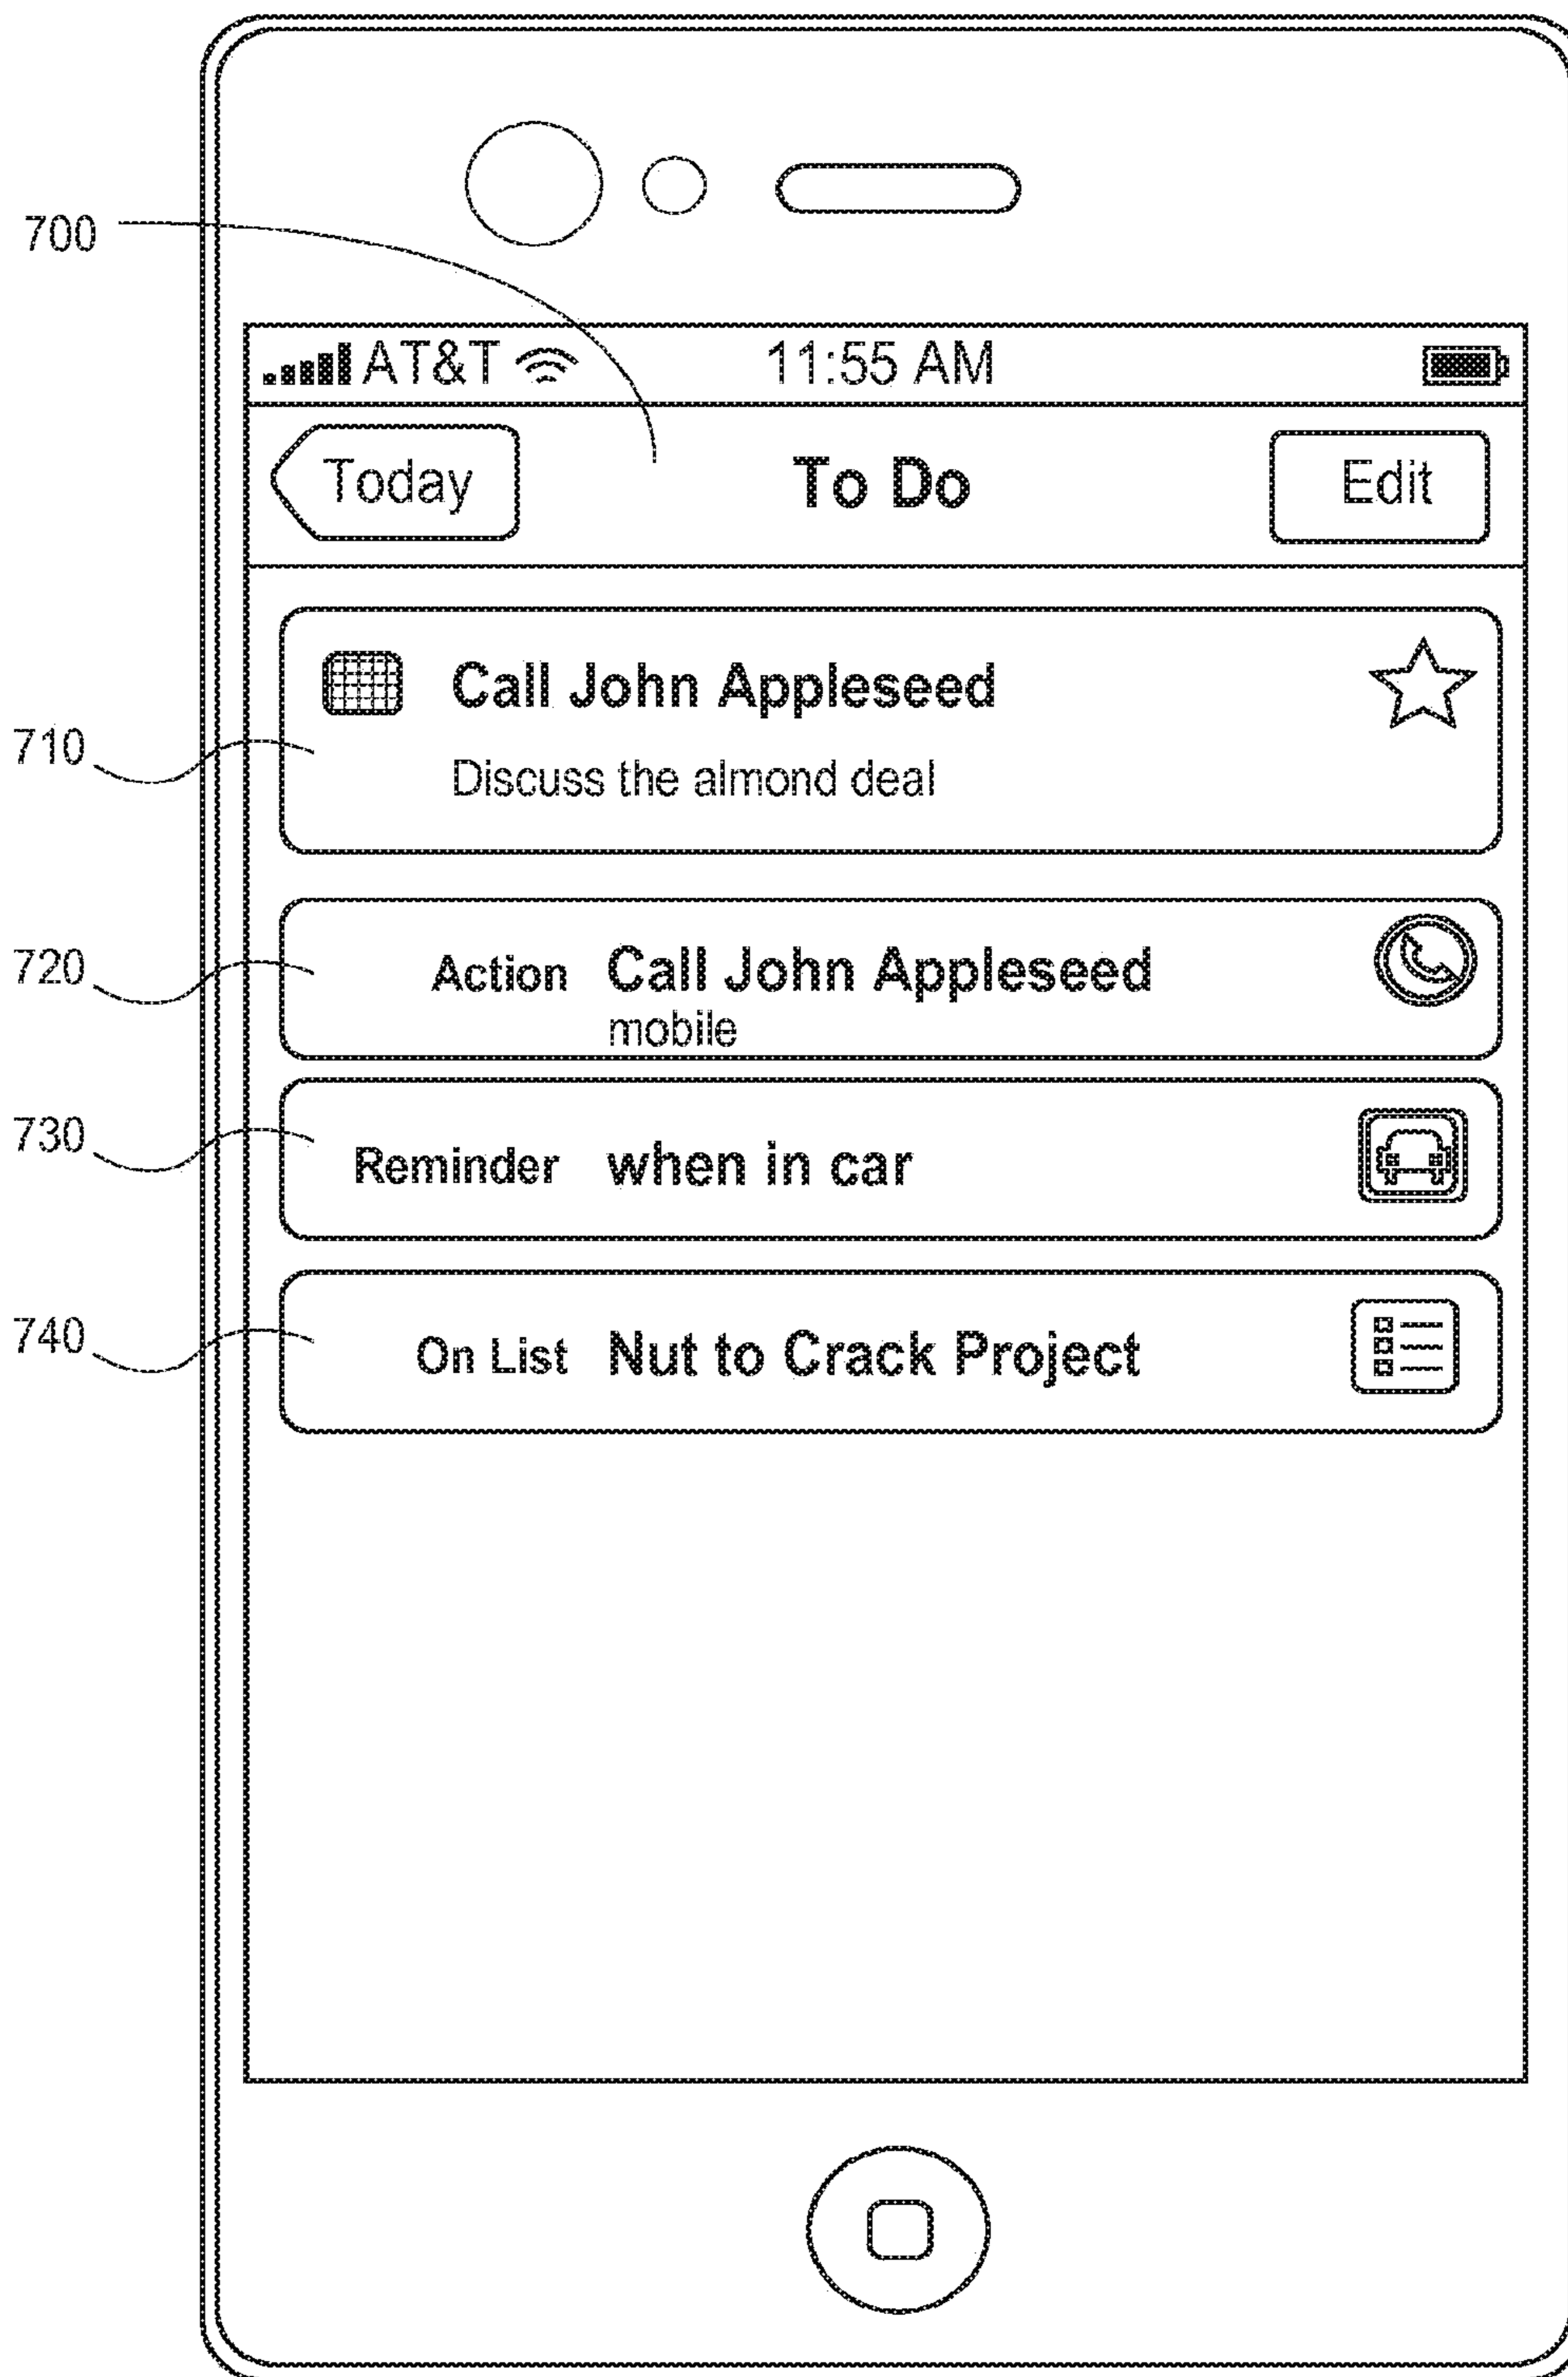 700
AT&T 11:55 AM
Today To Do Edit
Call John Appleseed
710
Discuss the almond deal
720 Action Call John Appleseed
mobile
730 Reminder when in car
740 On List Nut to Crack Project